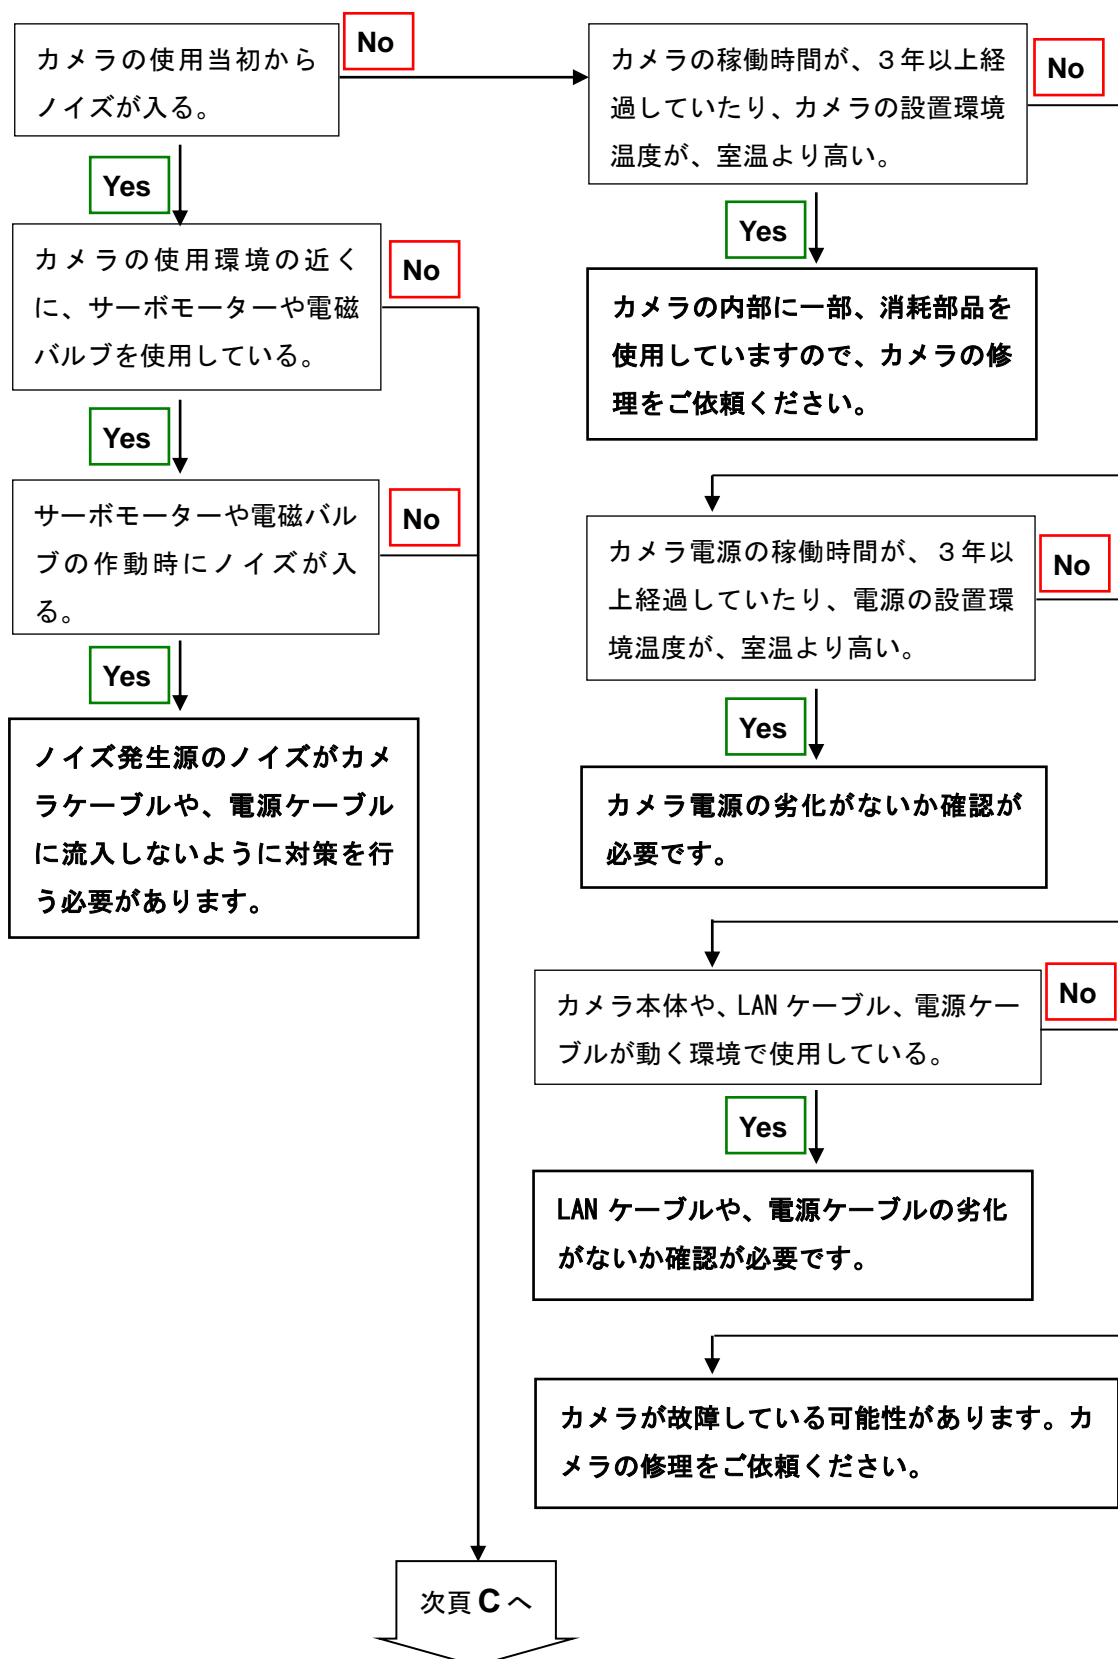 カメラの使用当初から
ノイズが入る。
No
Yes
カメラの使用環境の近く
に、サーボモーターや電磁
バルブを使用している。
No
Yes
サーボモーターや電磁バル
ブの作動時にノイズが入
る。
No
Yes
ノイズ発生源のノイズがカメ
ラケーブルや、電源ケーブル
に流入しないように対策を行
う必要があります。
カメラの稼働時間が、３年以上経
過していたり、カメラの設置環境
温度が、室温より高い。
No
Yes
カメラの内部に一部、消耗部品を
使用していますので、カメラの修
理をご依頼ください。
カメラ電源の稼働時間が、３年以
上経過していたり、電源の設置環
境温度が、室温より高い。
No
Yes
カメラ電源の劣化がないか確認が
必要です。
カメラ本体や、LAN ケーブル、電源ケー
ブルが動く環境で使用している。
No
Yes
LAN ケーブルや、電源ケーブルの劣化
がないか確認が必要です。
カメラが故障している可能性があります。カ
メラの修理をご依頼ください。
次頁 C へ